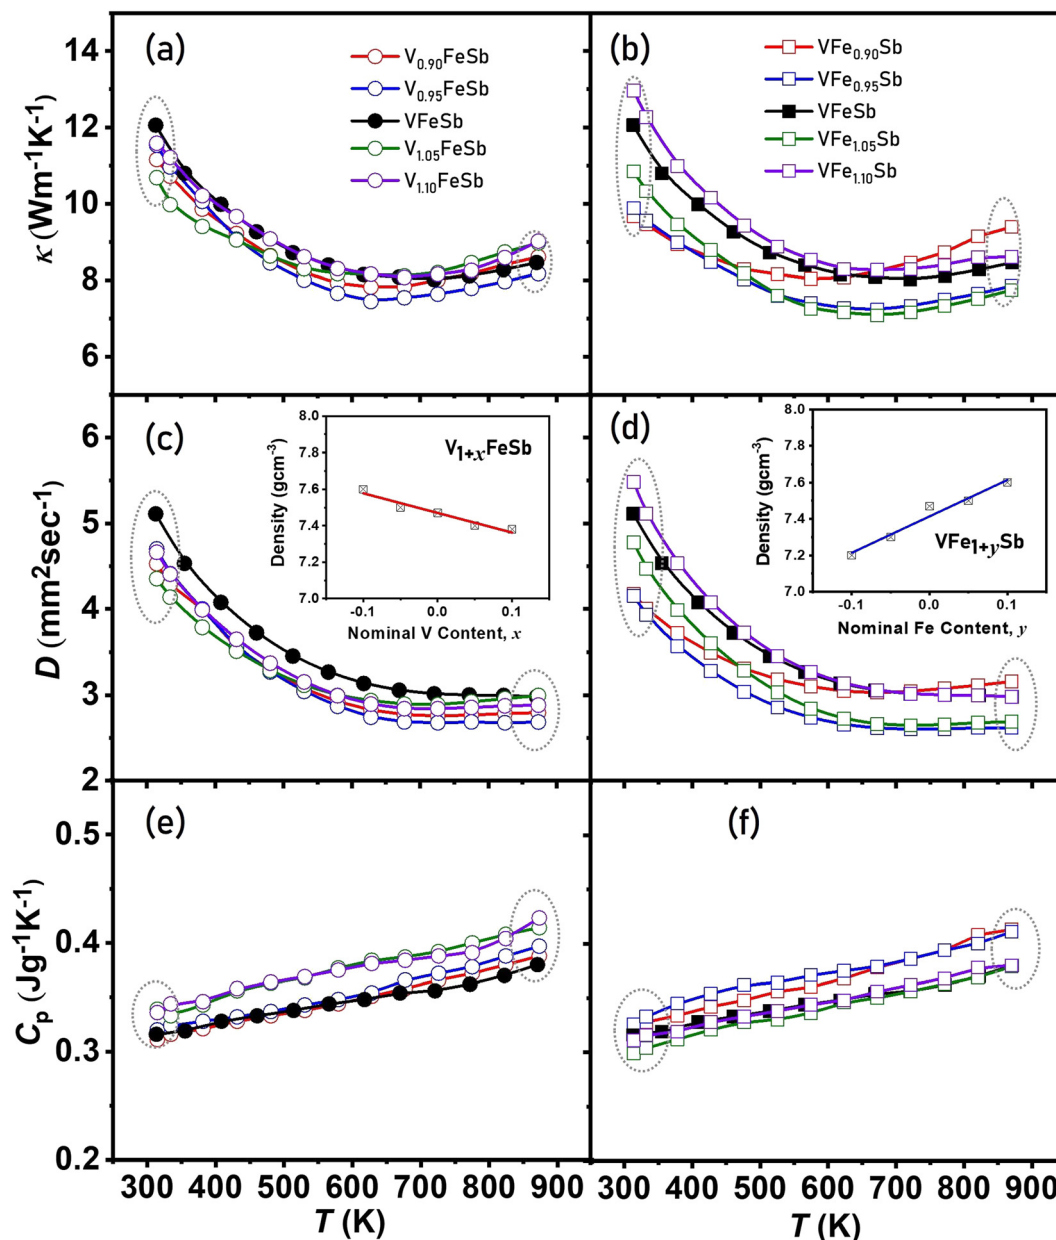 (a)
κ (Wm⁻¹K⁻¹)
14
12
10
8
6
V₀.₉₀FeSb
V₀.₉₅FeSb
VFeSb
V₁.₀₅FeSb
V₁.₁₀FeSb
(b)
VFe₀.₉₀Sb
VFe₀.₉₅Sb
VFeSb
VFe₁.₀₅Sb
VFe₁.₁₀Sb
(c)
D (mm²sec⁻¹)
6
5
4
3
2
Density (gcm⁻³)
8.0
7.8
7.6
7.4
7.2
7.0
V₁₊ₓFeSb
-0.1 0.0 0.1
Nominal V Content, x
(d)
Density (gcm⁻³)
8.0
7.8
7.6
7.4
7.2
7.0
VFe₁₊ySb
-0.1 0.0 0.1
Nominal Fe Content, y
(e)
Cₚ (Jg⁻¹K⁻¹)
0.5
0.4
0.3
0.2
(f)
300 400 500 600 700 800 900
T (K)
300 400 500 600 700 800 900
T (K)